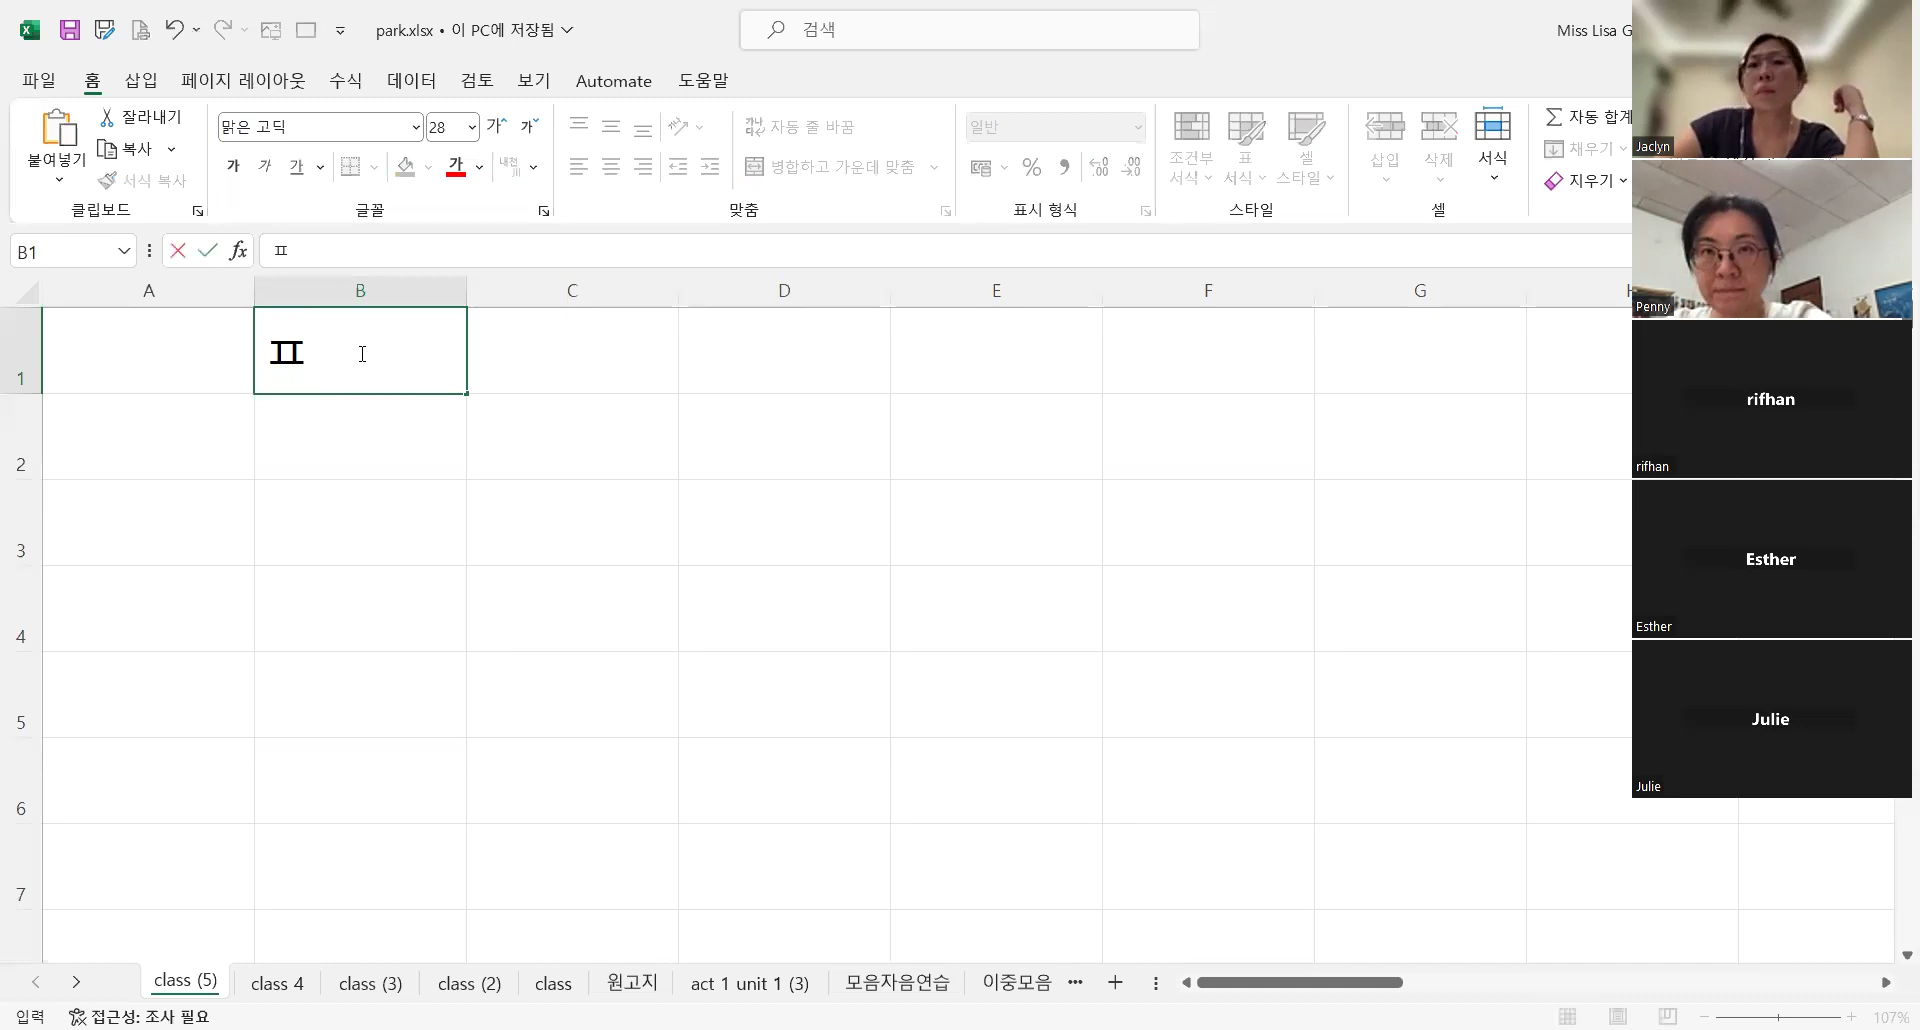 park.xlsx • 이 PC에 저장됨
검색
Miss Lisa G
파일 홈 삽입 페이지 레이아웃 수식 데이터 검토 보기 Automate 도움말
붙여넣기
잘라내기
복사
서식 복사
클립보드
맑은 고딕 28 가 가
가 가 가 가 내천
글꼴
자동 줄 바꿈
병합하고 가운데 맞춤
맞춤
일반
% 9 .00
표시 형식
조건부 서식
표 서식
셀 스타일
스타일
삽입 삭제 서식
셀
자동 합계
채우기
지우기
B1 fx ㅍ
A B C D E F G H
1 ㅍ
2
3
4
5
6
7
Jaclyn
Penny
rifhan
rifhan
Esther
Esther
Julie
Julie
class (5) class 4 class (3) class (2) class 원고지 act 1 unit 1 (3) 모음자음연습 이중모음 ••• +
입력 접근성: 조사 필요 107%